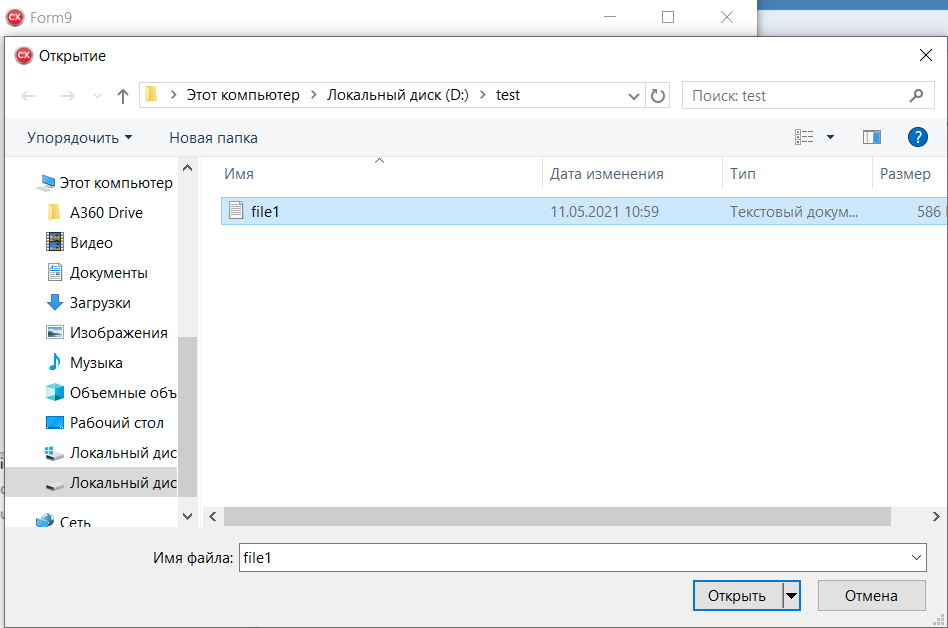 Form9
Открытие
Этот компьютер > Локальный диск (D:) > test
Поиск: test
Упорядочить
Новая папка
?
Имя
Дата изменения
Тип
Размер
file1
11.05.2021 10:59
Текстовый докум...
586
Этот компьютер
A360 Drive
Видео
Документы
Загрузки
Изображения
Музыка
Объемные объ
Рабочий стол
Локальный дис
Локальный дис
Сеть
Имя файла:
file1
Открыть
Отмена